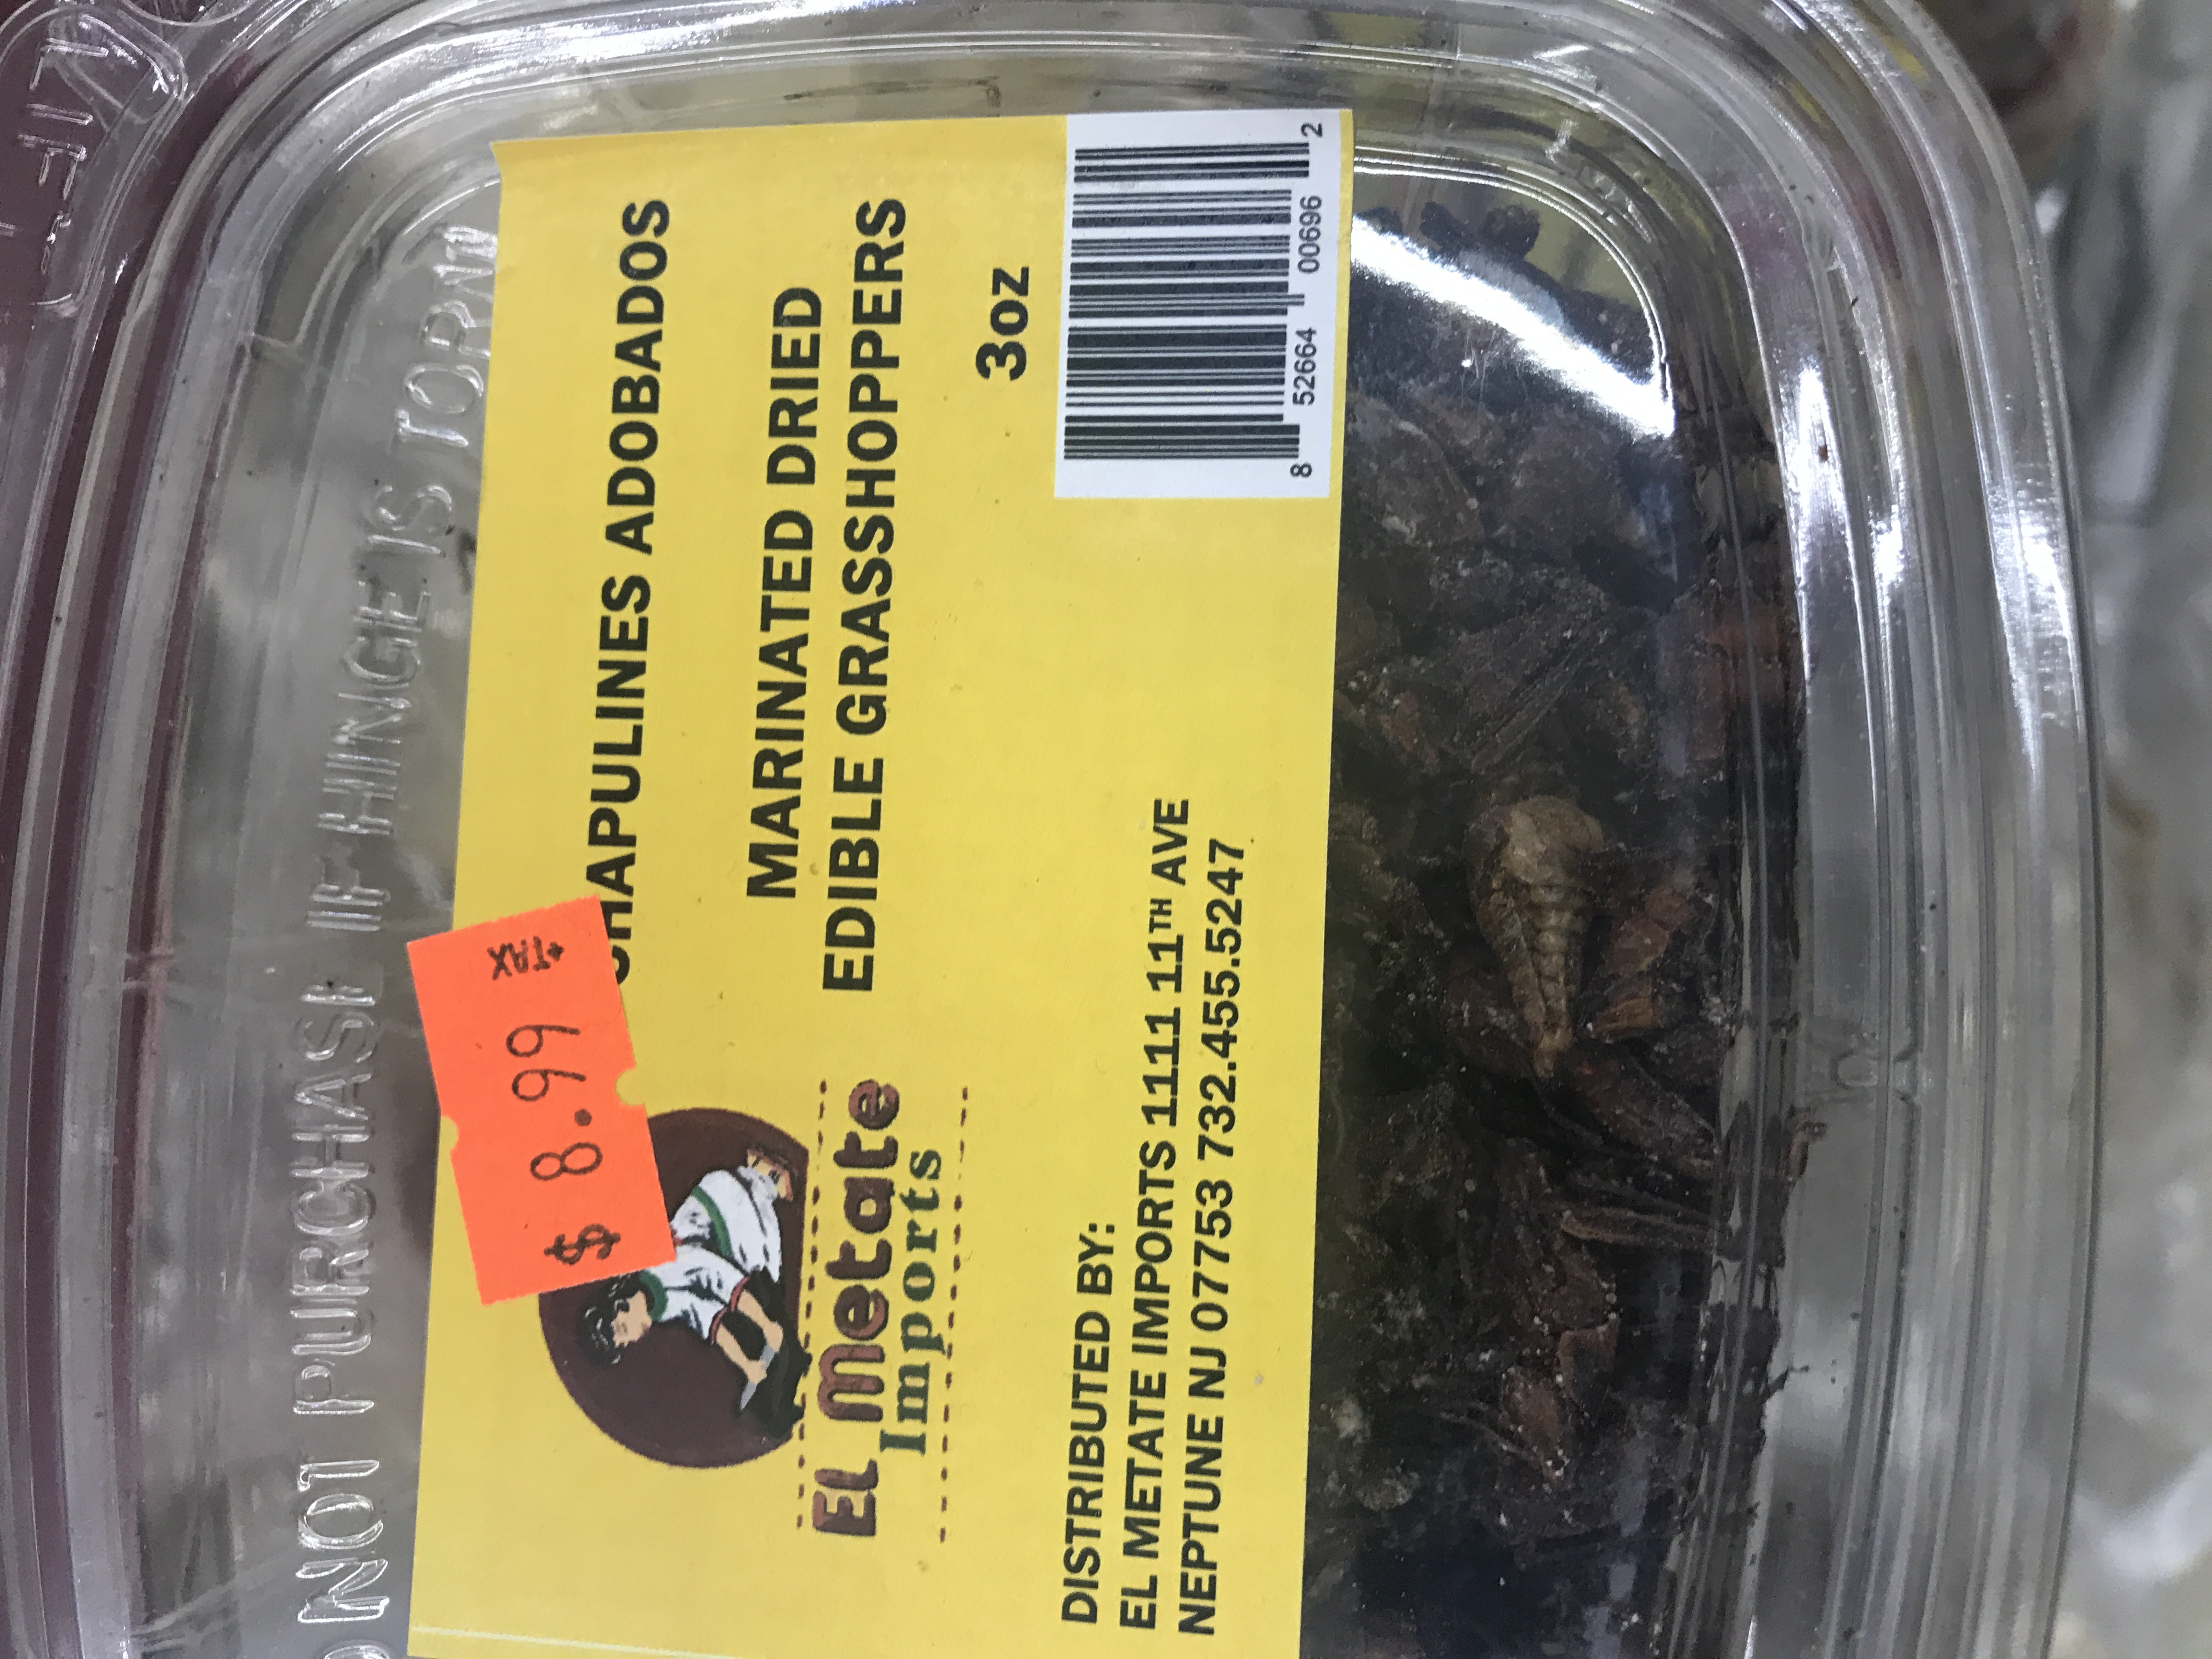 NOT PURCHASE IF HINGE IS TORN
$ 8.99 +TAX
CHAPULINES ADOBADOS
MARINATED DRIED
EDIBLE GRASSHOPPERS
3oz
El Metate
Imports
DISTRIBUTED BY:
EL METATE IMPORTS 1111 11TH AVE
NEPTUNE NJ 07753 732.455.5247
8 52664 00696 2